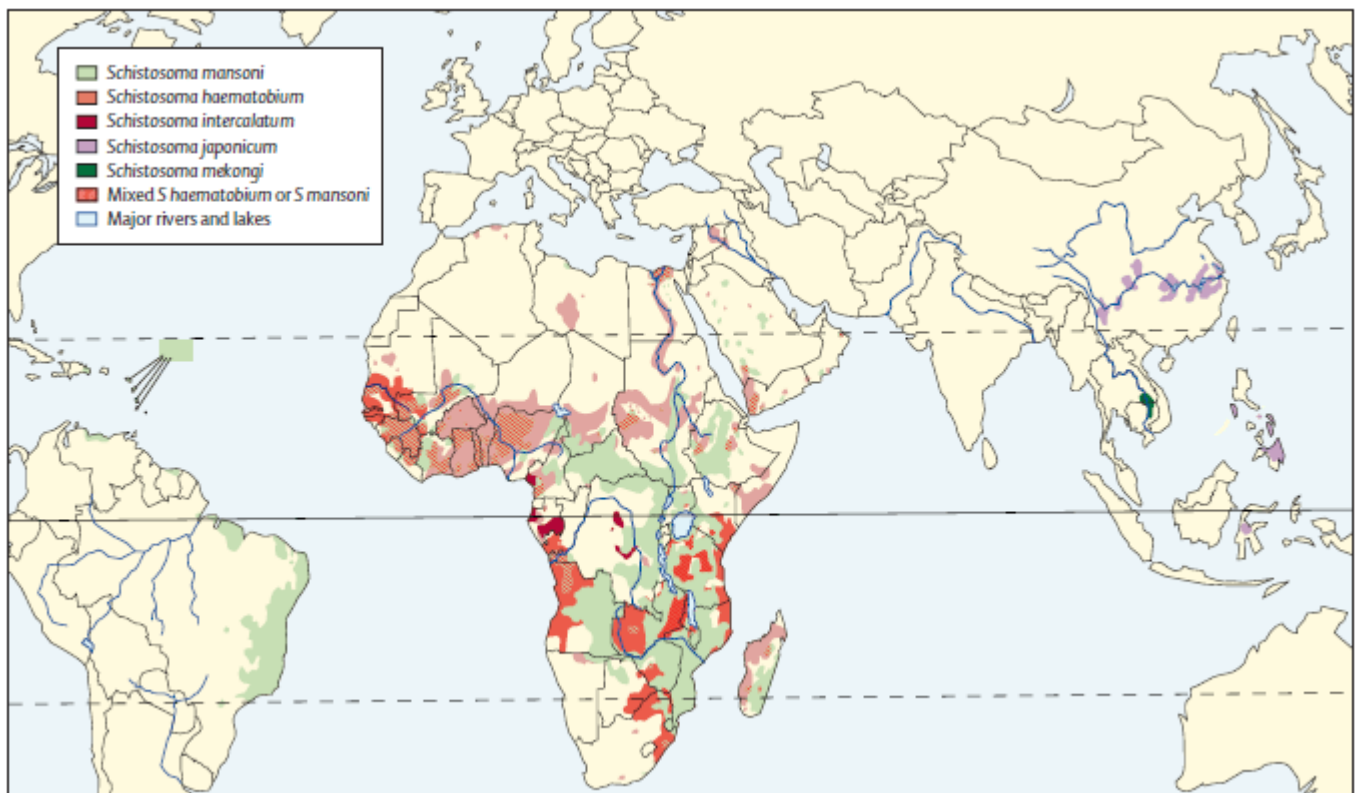 Schistosoma mansoni
Schistosoma haematobium
Schistosoma intercalatum
Schistosoma japonicum
Schistosoma mekongi
Mixed S haematobium or S mansoni
Major rivers and lakes